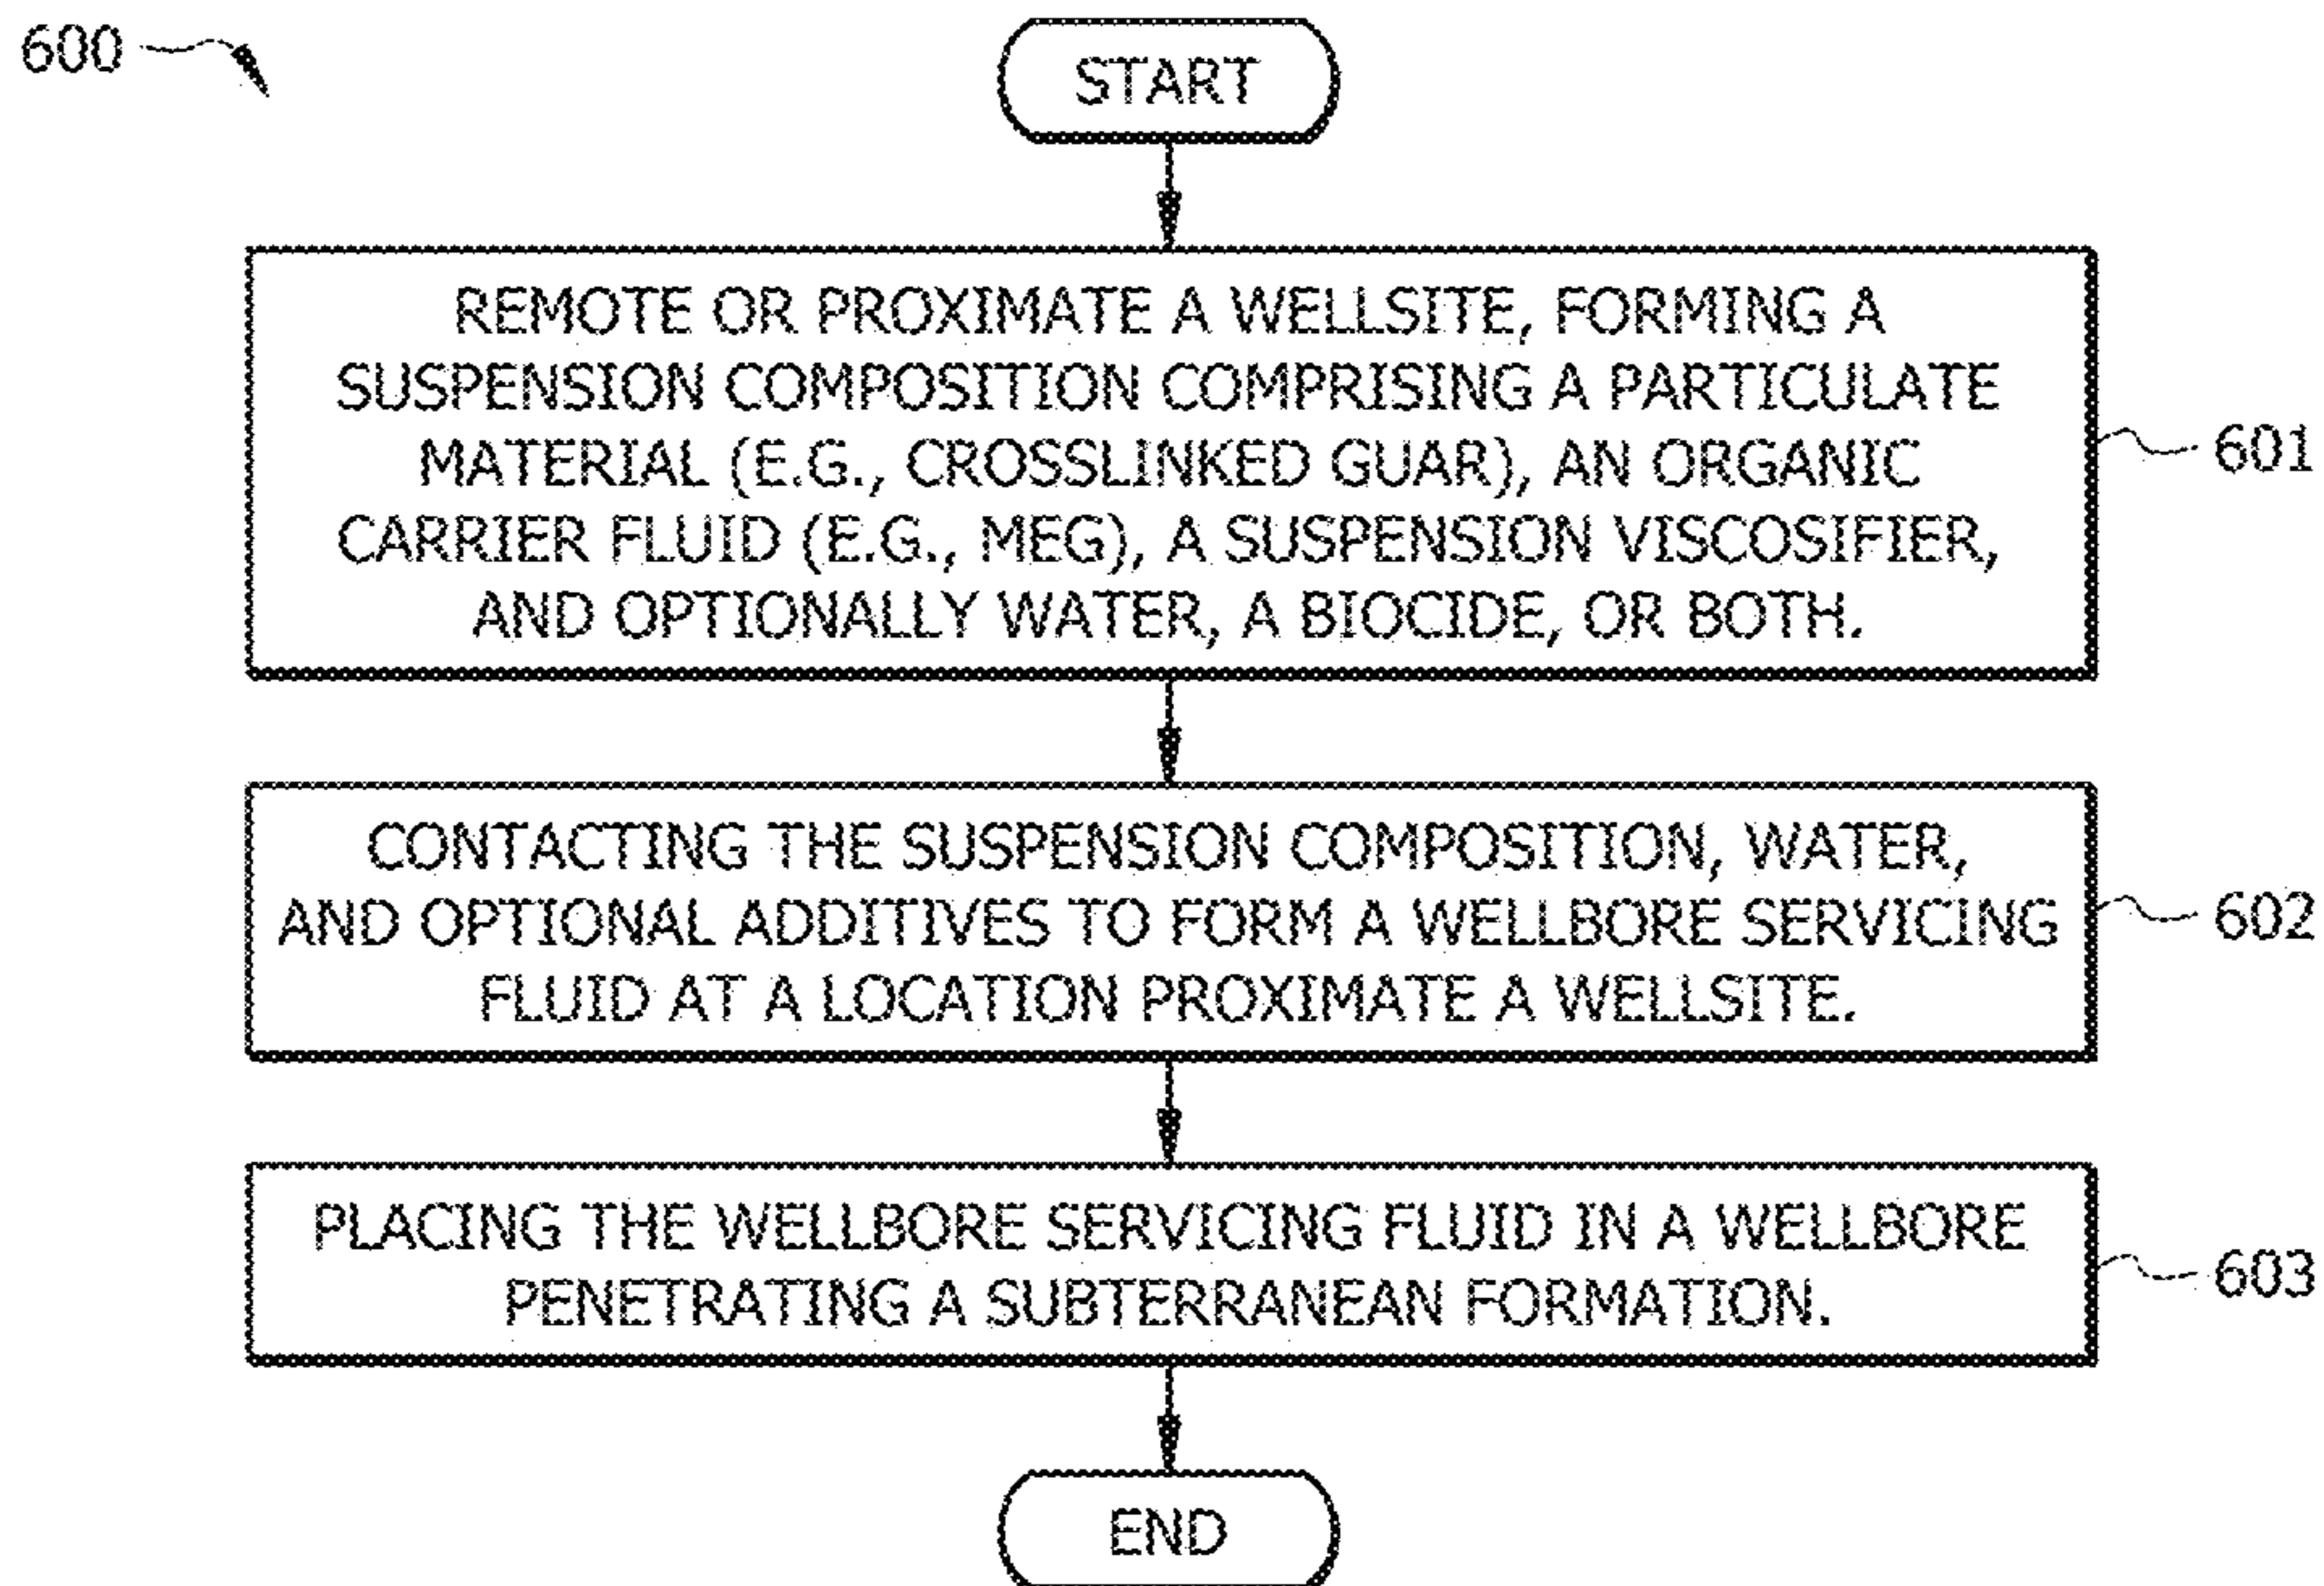 600
START
REMOTE OR PROXIMATE A WELLSITE, FORMING A
SUSPENSION COMPOSITION COMPRISING A PARTICULATE
MATERIAL (E.G., CROSSLINKED GUAR), AN ORGANIC
CARRIER FLUID (E.G., MEG), A SUSPENSION VISCOSIFIER,
AND OPTIONALLY WATER, A BIOCIDE, OR BOTH.
601
CONTACTING THE SUSPENSION COMPOSITION, WATER,
AND OPTIONAL ADDITIVES TO FORM A WELLBORE SERVICING
FLUID AT A LOCATION PROXIMATE A WELLSITE.
602
PLACING THE WELLBORE SERVICING FLUID IN A WELLBORE
PENETRATING A SUBTERRANEAN FORMATION.
603
END